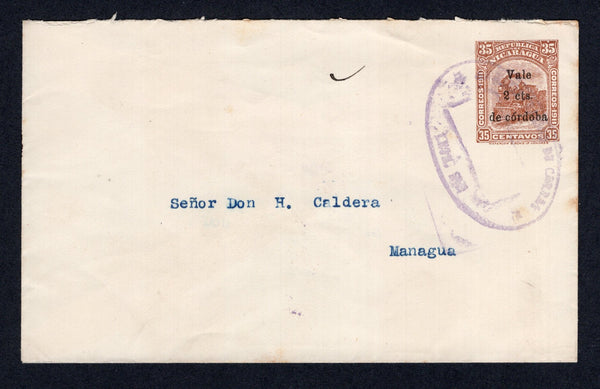 35 REPUBLICA 35
NICARAGUA
CORREOS 1911
CORREOS 1911
Vale
2 cts.
de córdoba
35 CENTAVOS 35
Señor Don H. Caldera
Managua